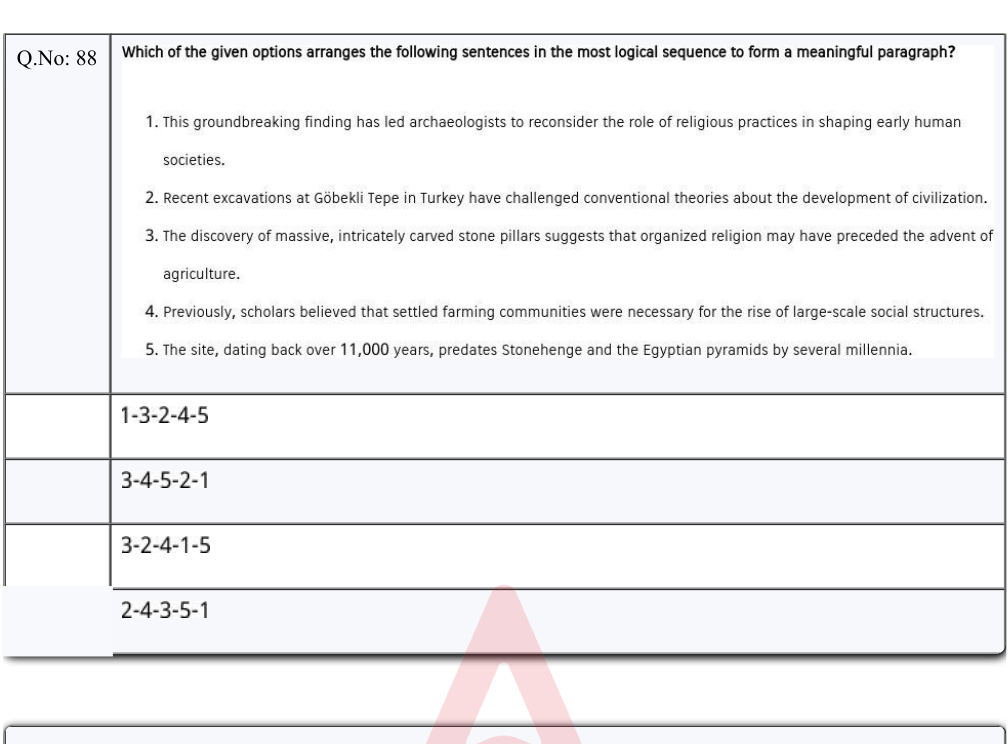 Q.No: 88
Which of the given options arranges the following sentences in the most logical sequence to form a meaningful paragraph?
1. This groundbreaking finding has led archaeologists to reconsider the role of religious practices in shaping early human
societies.
2. Recent excavations at Göbekli Tepe in Turkey have challenged conventional theories about the development of civilization.
3. The discovery of massive, intricately carved stone pillars suggests that organized religion may have preceded the advent of
agriculture.
4. Previously, scholars believed that settled farming communities were necessary for the rise of large-scale social structures.
5. The site, dating back over 11,000 years, predates Stonehenge and the Egyptian pyramids by several millennia.
1-3-2-4-5
3-4-5-2-1
3-2-4-1-5
2-4-3-5-1